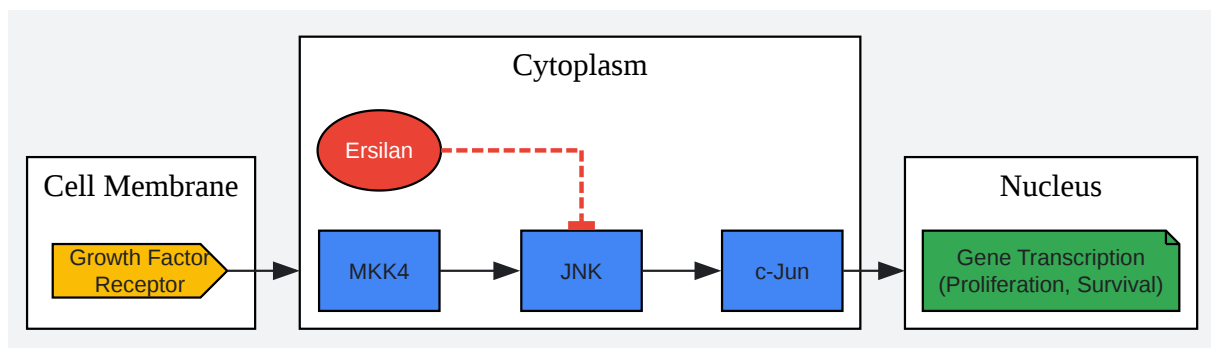 Cytoplasm
Ersilan
Cell Membrane
Growth Factor
Receptor
MKK4
JNK
c-Jun
Nucleus
Gene Transcription
(Proliferation, Survival)